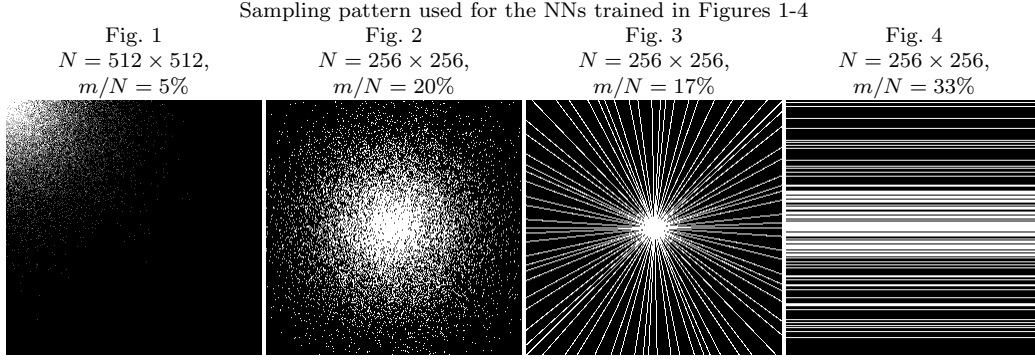 Sampling pattern used for the NNs trained in Figures 1-4
Fig. 1
N = 512 × 512,
m/N = 5%
Fig. 2
N = 256 × 256,
m/N = 20%
Fig. 3
N = 256 × 256,
m/N = 17%
Fig. 4
N = 256 × 256,
m/N = 33%